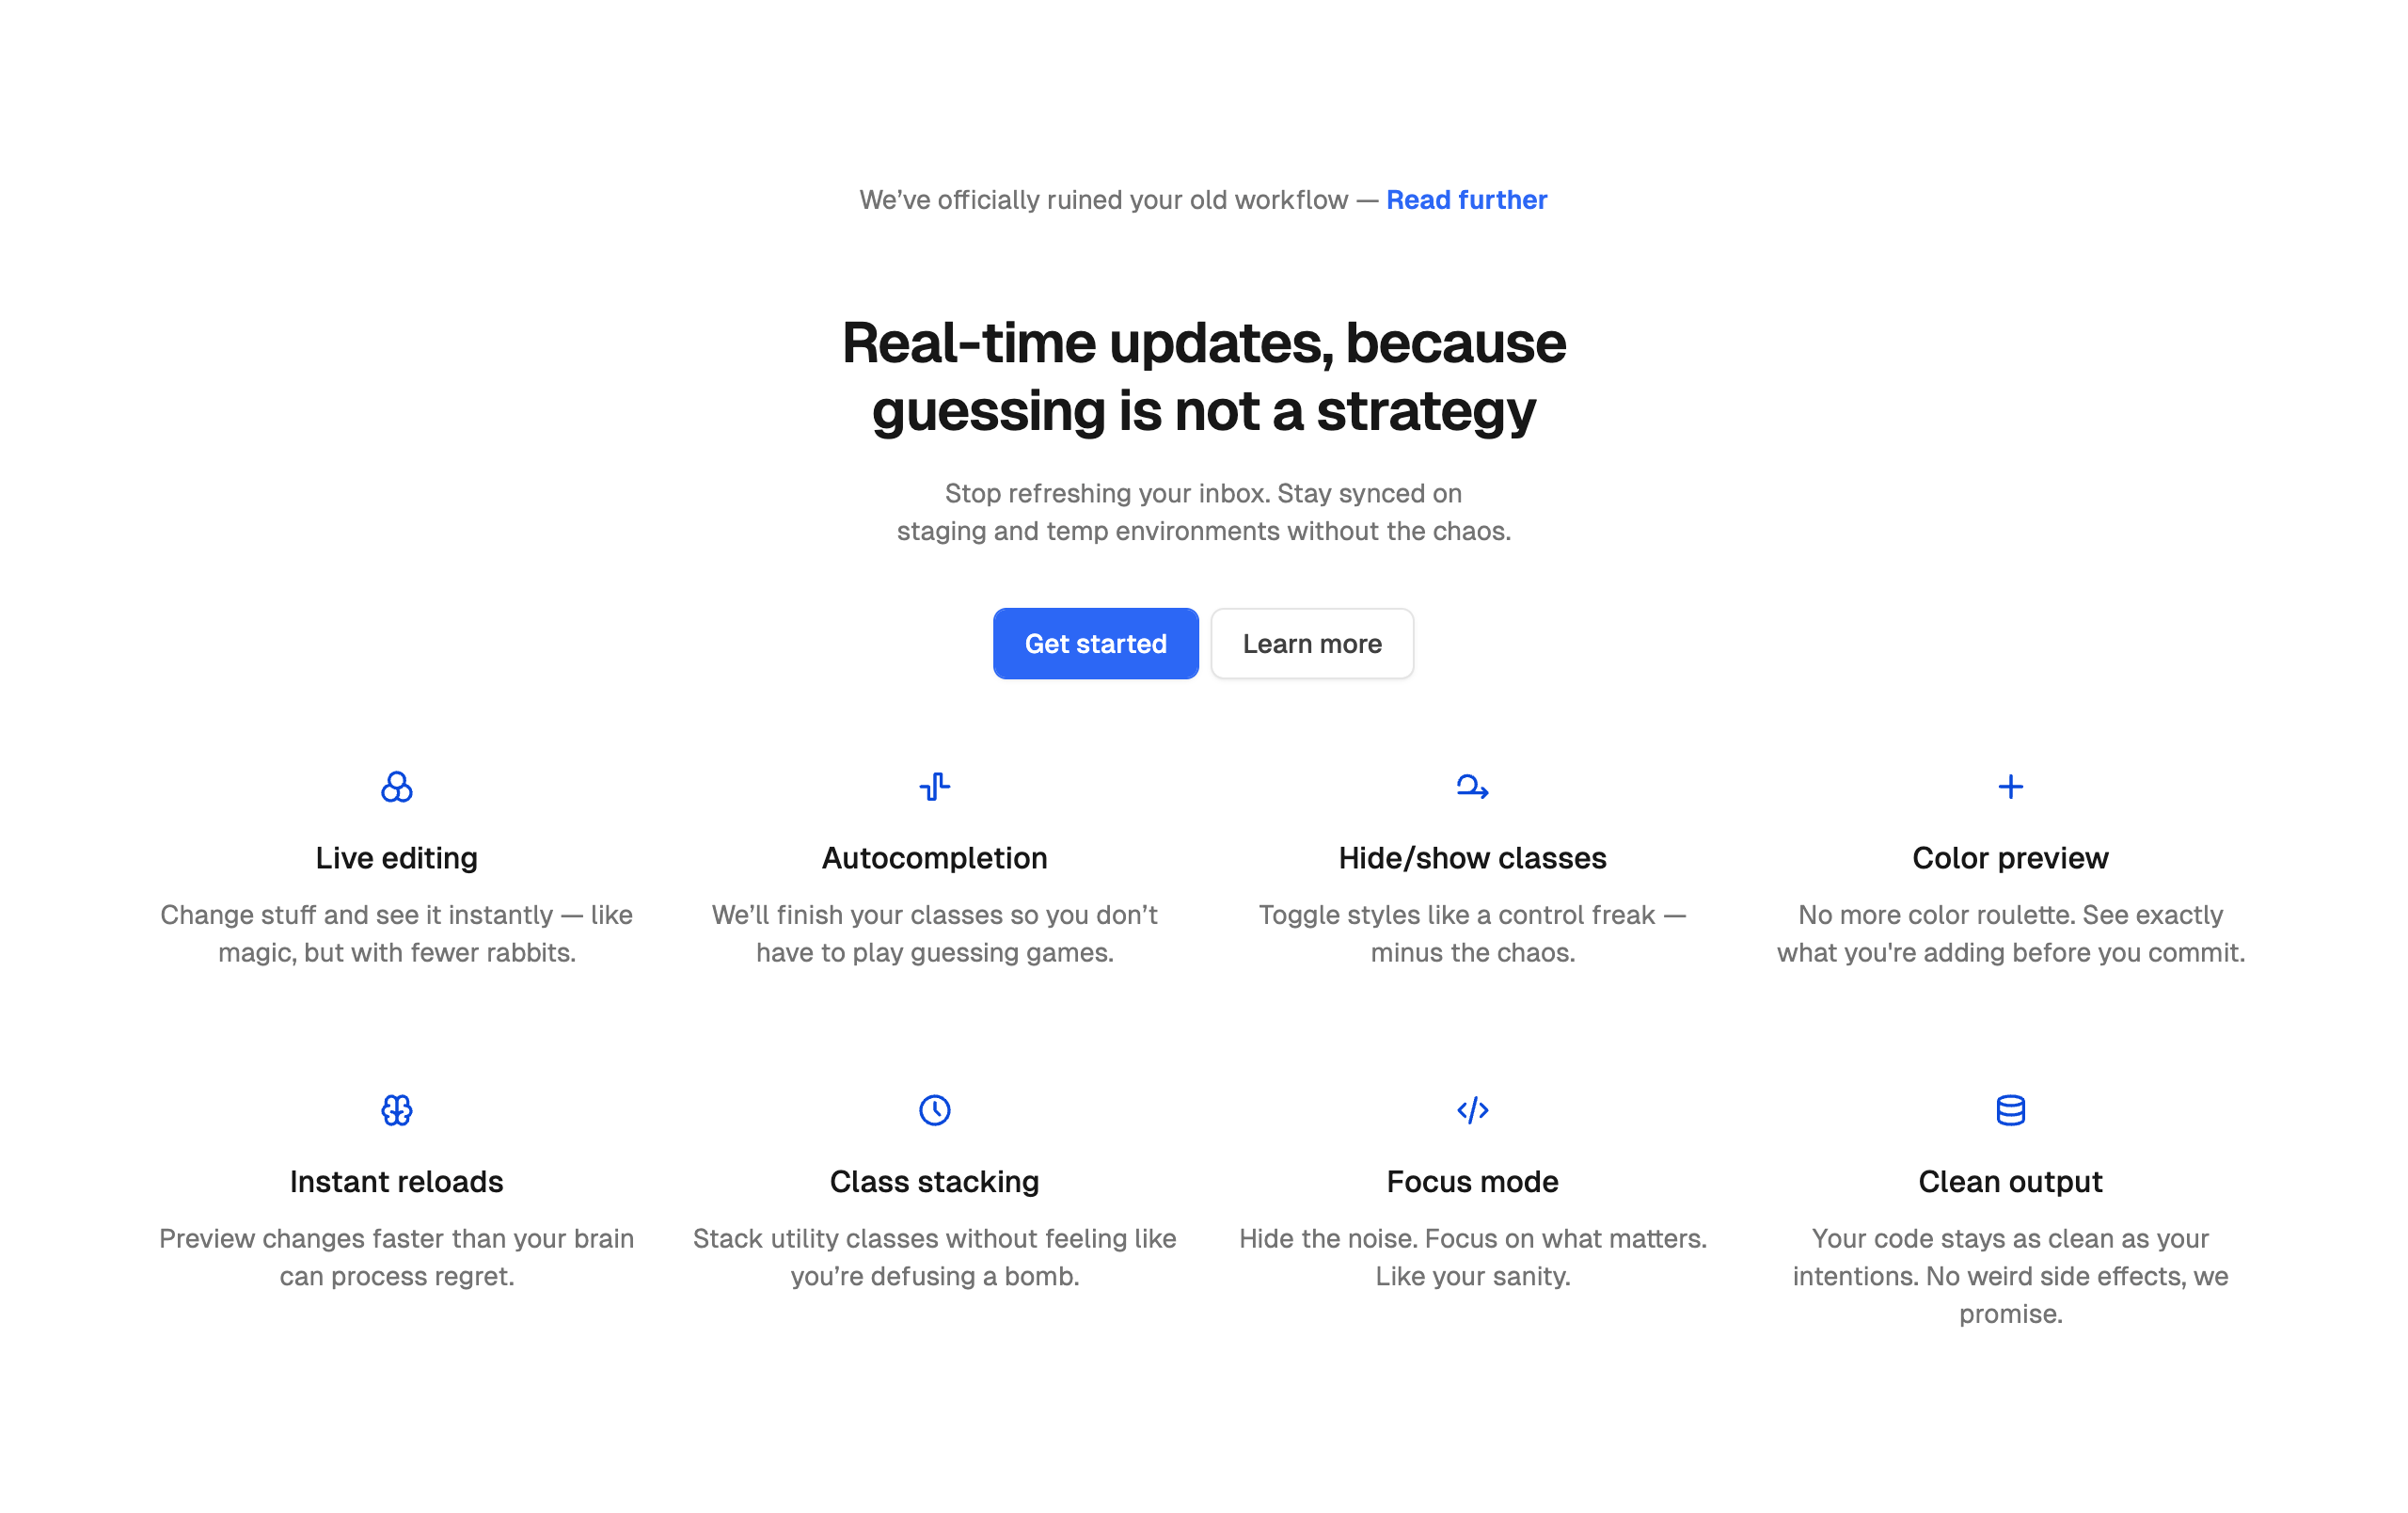 We’ve officially ruined your old workflow — Read further
Real-time updates, because
guessing is not a strategy
Stop refreshing your inbox. Stay synced on
staging and temp environments without the chaos.
Get started
Learn more
Live editing
Change stuff and see it instantly — like
magic, but with fewer rabbits.
Autocompletion
We’ll finish your classes so you don’t
have to play guessing games.
Hide/show classes
Toggle styles like a control freak —
minus the chaos.
Color preview
No more color roulette. See exactly
what you're adding before you commit.
Instant reloads
Preview changes faster than your brain
can process regret.
Class stacking
Stack utility classes without feeling like
you’re defusing a bomb.
Focus mode
Hide the noise. Focus on what matters.
Like your sanity.
Clean output
Your code stays as clean as your
intentions. No weird side effects, we
promise.